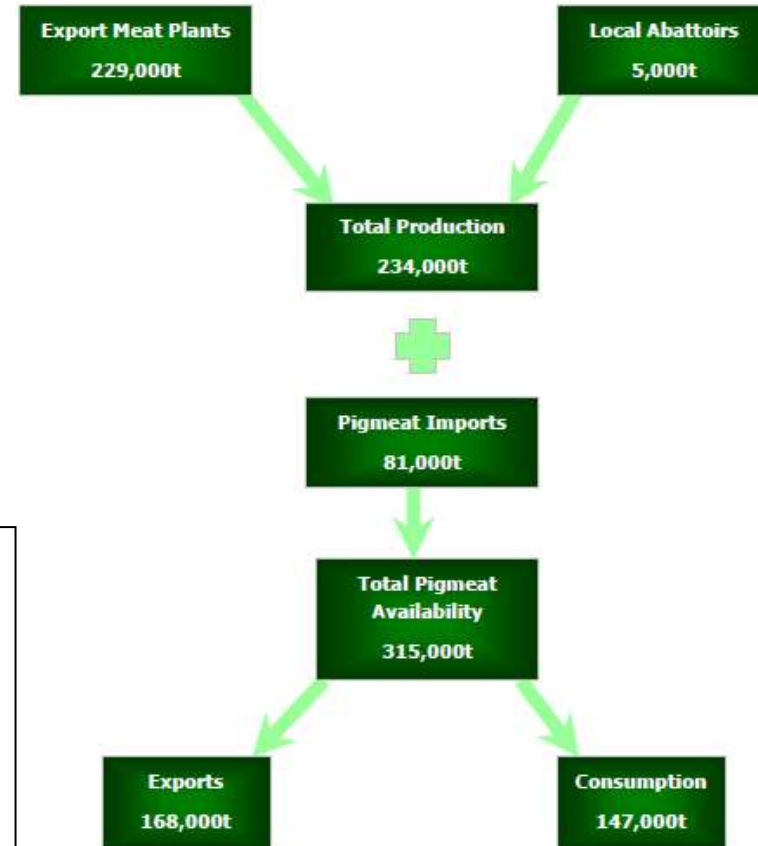 Export Meat Plants
229,000t
Local Abattoirs
5,000t
Total Production
234,000t
Pigmeat Imports
81,000t
Total Pigmeat
Availability
315,000t
Exports
168,000t
Consumption
147,000t